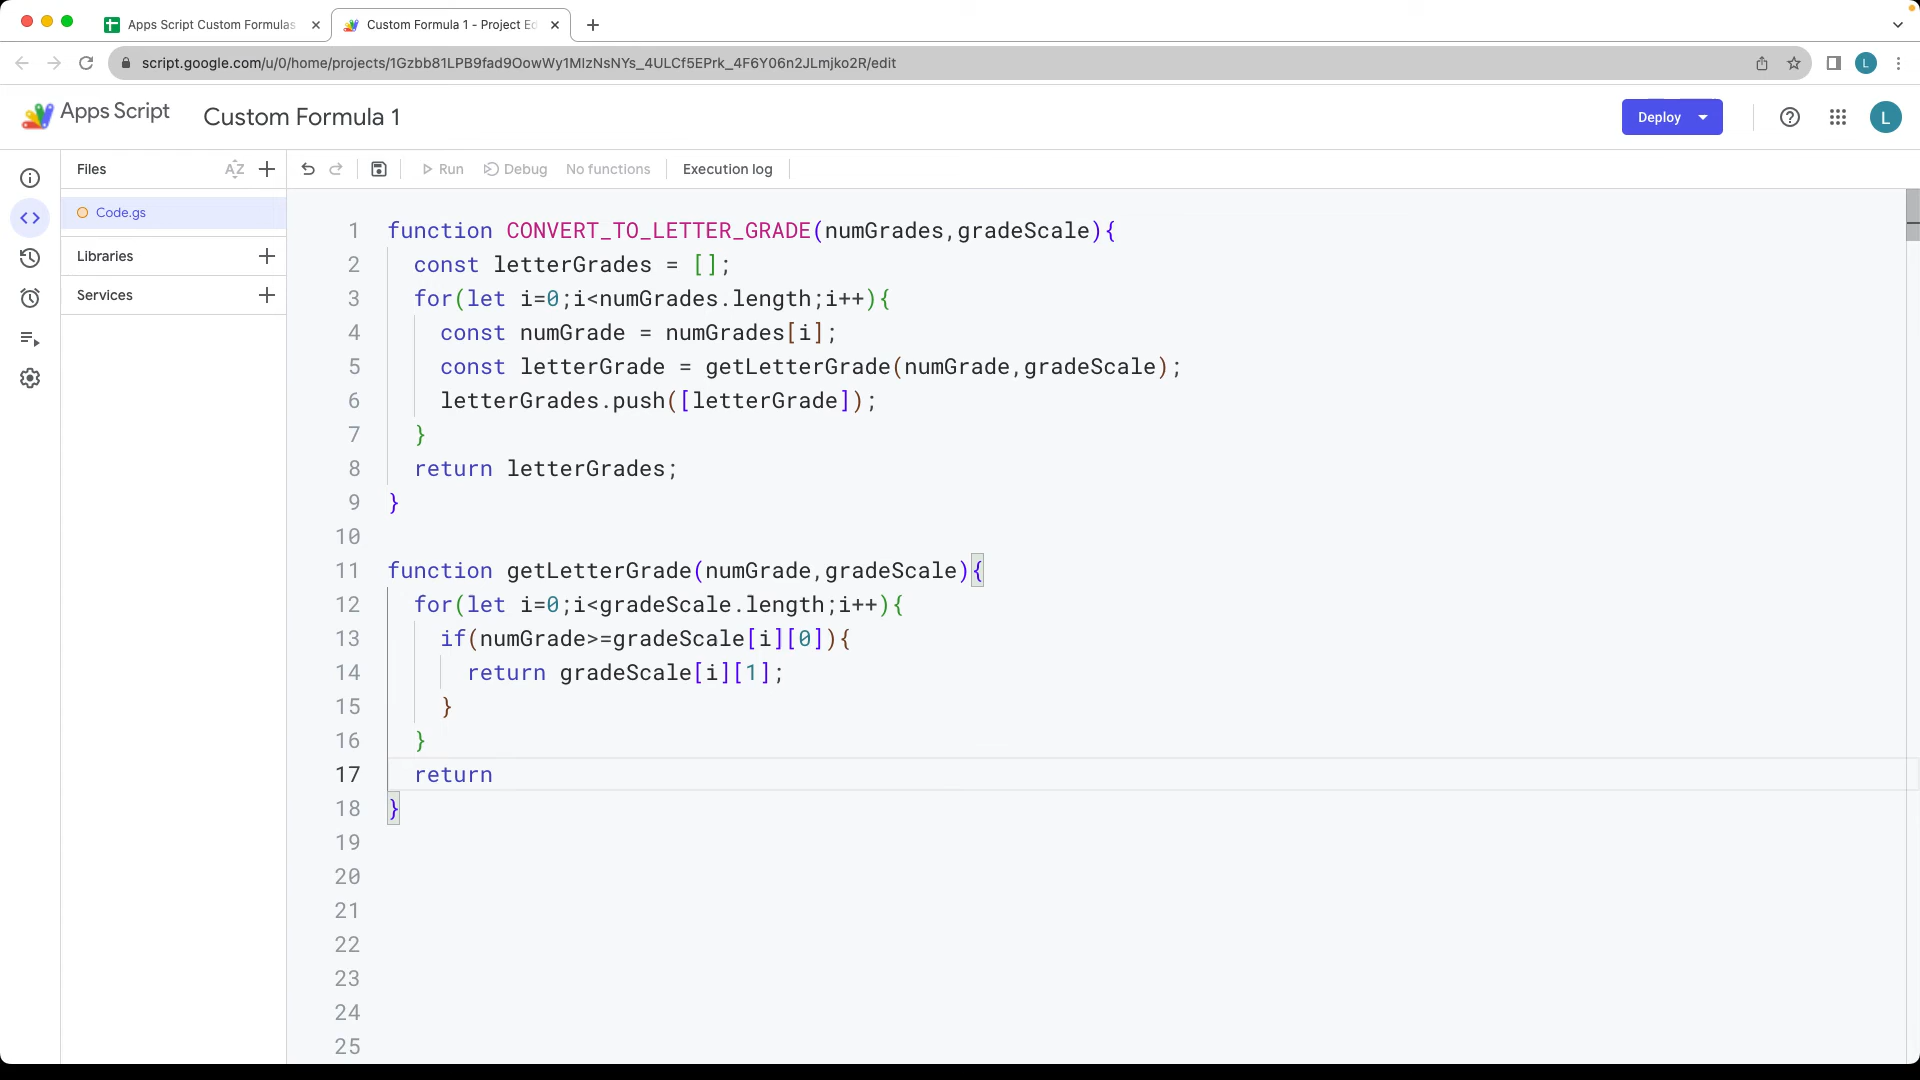 Apps Script Custom Formulas
Custom Formula 1 - Project Ed
script.google.com/u/0/home/projects/1Gzbb81LPB9fad9OowWy1MIzNsNYs_4ULCf5EPrk_4F6Y06n2JLmjko2R/edit
L
Apps Script
Custom Formula 1
Deploy
L
Files
AZ
Run
Debug
No functions
Execution log
Code.gs
Libraries
Services
1 function CONVERT_TO_LETTER_GRADE(numGrades,gradeScale){
2 const letterGrades = [];
3 for(let i=0;i<numGrades.length;i++){
4 const numGrade = numGrades[i];
5 const letterGrade = getLetterGrade(numGrade,gradeScale);
6 letterGrades.push([letterGrade]);
7 }
8 return letterGrades;
9 }
10
11 function getLetterGrade(numGrade,gradeScale){
12 for(let i=0;i<gradeScale.length;i++){
13 if(numGrade>=gradeScale[i][0]){
14 return gradeScale[i][1];
15 }
16 }
17 return
18 }
19
20
21
22
23
24
25